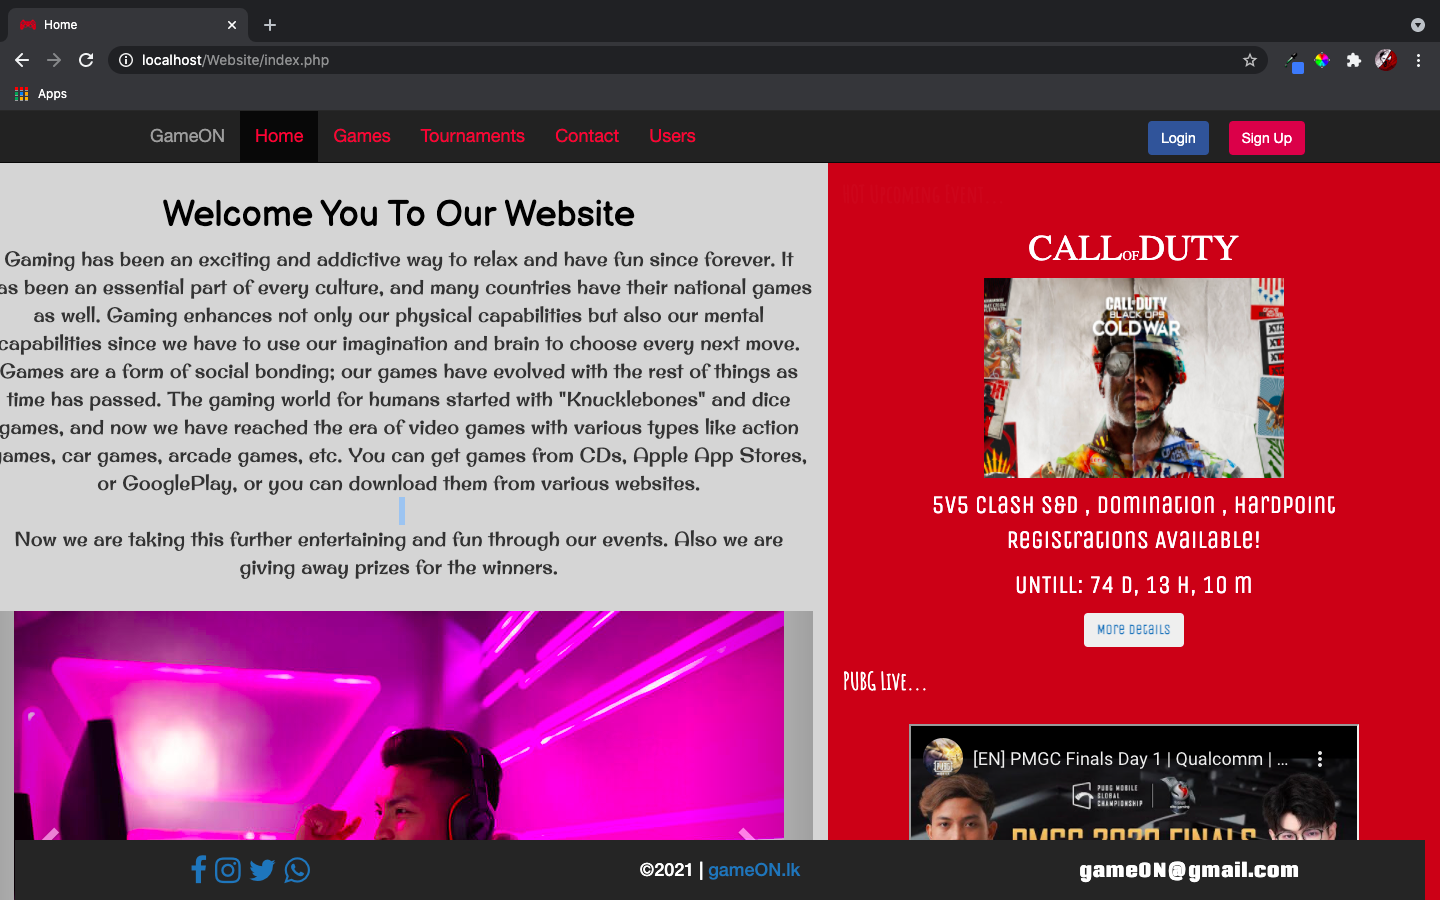 Home
localhost/Website/index.php
Apps
GameON
Home
Games
Tournaments
Contact
Users
Login
Sign Up
Welcome You To Our Website
Gaming has been an exciting and addictive way to relax and have fun since forever. It
as been an essential part of every culture, and many countries have their national games
as well. Gaming enhances not only our physical capabilities but also our mental
capabilities since we have to use our imagination and brain to choose every next move.
Games are a form of social bonding; our games have evolved with the rest of things as
time has passed. The gaming world for humans started with "Knucklebones" and dice
games, and now we have reached the era of video games with various types like action
games, car games, arcade games, etc. You can get games from CDs, Apple App Stores,
or GooglePlay, or you can download them from various websites.
Now we are taking this further entertaining and fun through our events. Also we are
giving away prizes for the winners.
Upcoming Event
CALL OF DUTY
CALL OF DUTY
BLACK OPS
COLD WAR
5V5 Clash S&D , Domination , Hardpoint
Registrations Available!
UNTILL: 74 D, 13 H, 10 M
More Details
PUBG Live...
[EN] PMGC Finals Day 1 | Qualcomm | ...
PUBG MOBILE
GLOBAL
CHAMPIONSHIP
PMGC 2020 FINALS
©2021 | gameON.lk
gameON@gmail.com